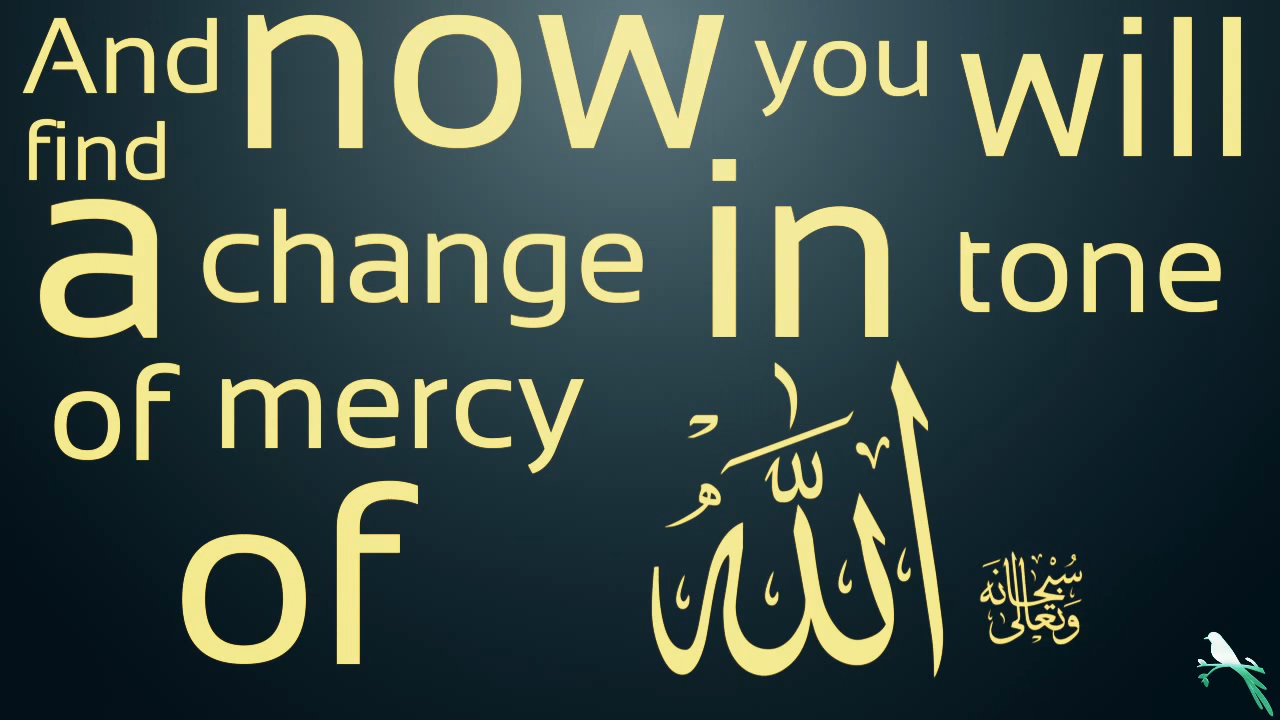 And now you will
find
a change in tone
of mercy
of الله سبحانه وتعالى